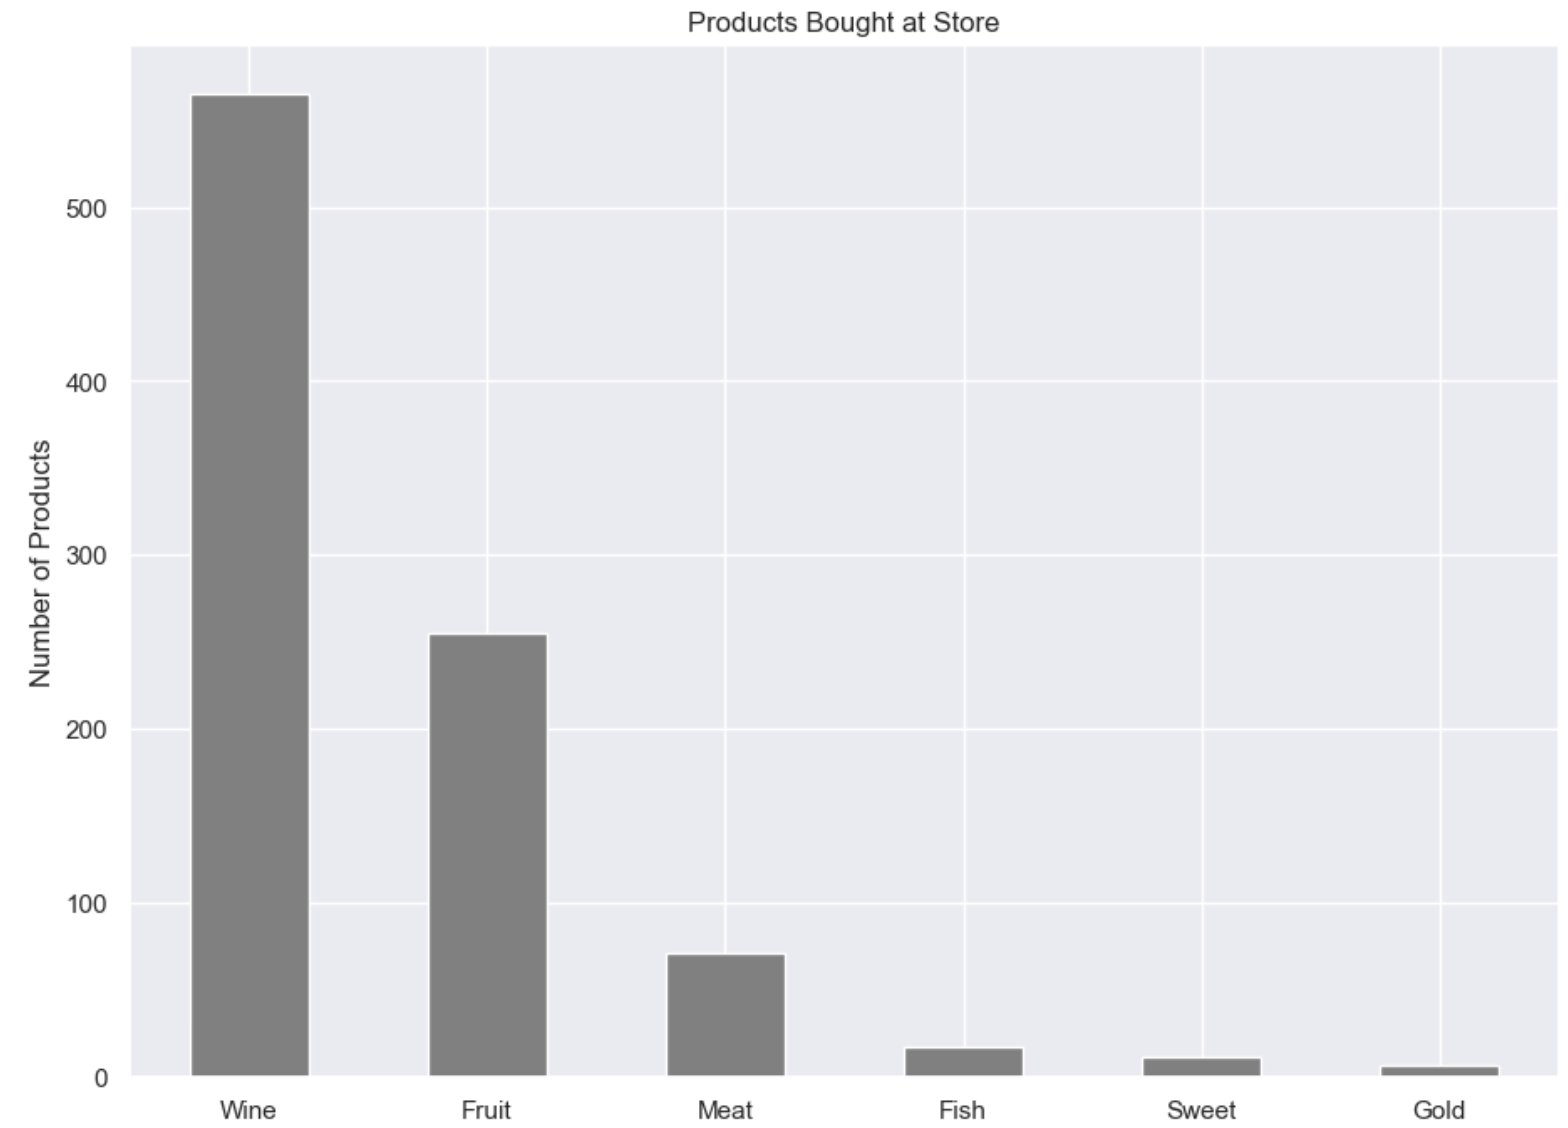 Products Bought at Store
Number of Products
500
400
300
200
100
0
Wine
Fruit
Meat
Fish
Sweet
Gold